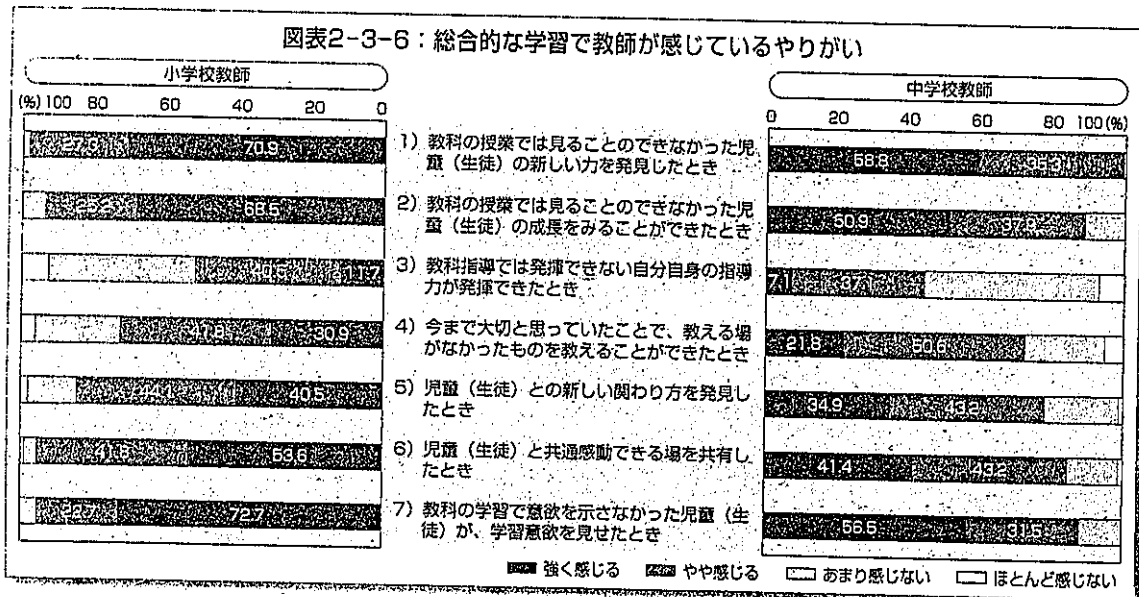 図表2-3-6：総合的な学習で教師が感じているやりがい
小学校教師
中学校教師
(%) 100 80 60 40 20 0
0 20 40 60 80 100(%)
70.9
1）教科の授業では見ることのできなかった児
童（生徒）の新しい力を発見したとき
35.3
68.5
2）教科の授業では見ることのできなかった児
童（生徒）の成長をみることができたとき
50.9
11.7
3）教科指導では発揮できない自分自身の指導
力が発揮できたとき
7.1 37.1
47.8 30.9
4）今まで大切と思っていたことで、教える場
がなかったものを教えることができたとき
21.8 50.6
40.5
5）児童（生徒）との新しい関わり方を発見し
たとき
34.9 43.2
41.8 53.6
6）児童（生徒）と共通感動できる場を共有し
たとき
41.4 43.2
22.7 72.7
7）教科の学習で意欲を示さなかった児童（生
徒）が、学習意欲を見せたとき
56.5 31.5
強く感じる やや感じる あまり感じない ほとんど感じない